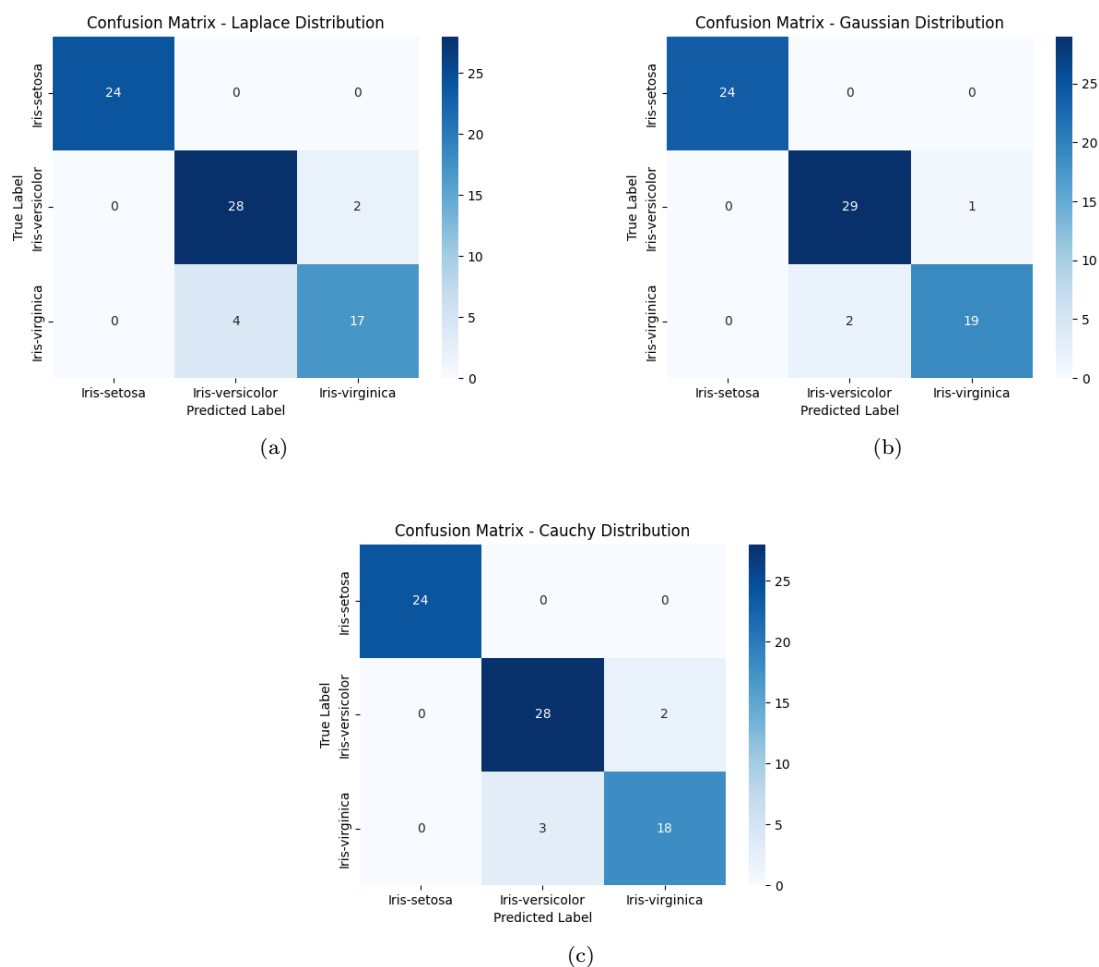 Confusion Matrix - Laplace Distribution
Iris-setosa
24
0
0
25
20
15
10
5
0
True Label
Iris-versicolor
0
28
2
Iris-virginica
0
4
17
Iris-setosa
Iris-versicolor
Iris-virginica
Predicted Label
(a)
Confusion Matrix - Gaussian Distribution
Iris-setosa
24
0
0
25
20
15
10
5
0
True Label
Iris-versicolor
0
29
1
Iris-virginica
0
2
19
Iris-setosa
Iris-versicolor
Iris-virginica
Predicted Label
(b)
Confusion Matrix - Cauchy Distribution
Iris-setosa
24
0
0
25
20
15
10
5
0
True Label
Iris-versicolor
0
28
2
Iris-virginica
0
3
18
Iris-setosa
Iris-versicolor
Iris-virginica
Predicted Label
(c)